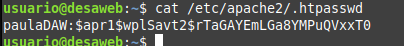 usuario@desaweb:~$ cat /etc/apache2/.htpasswd
paulaDAW:$apr1$wplSavt2$rTaGAYEmLGa8YMPuQVxxT0
usuario@desaweb:~$